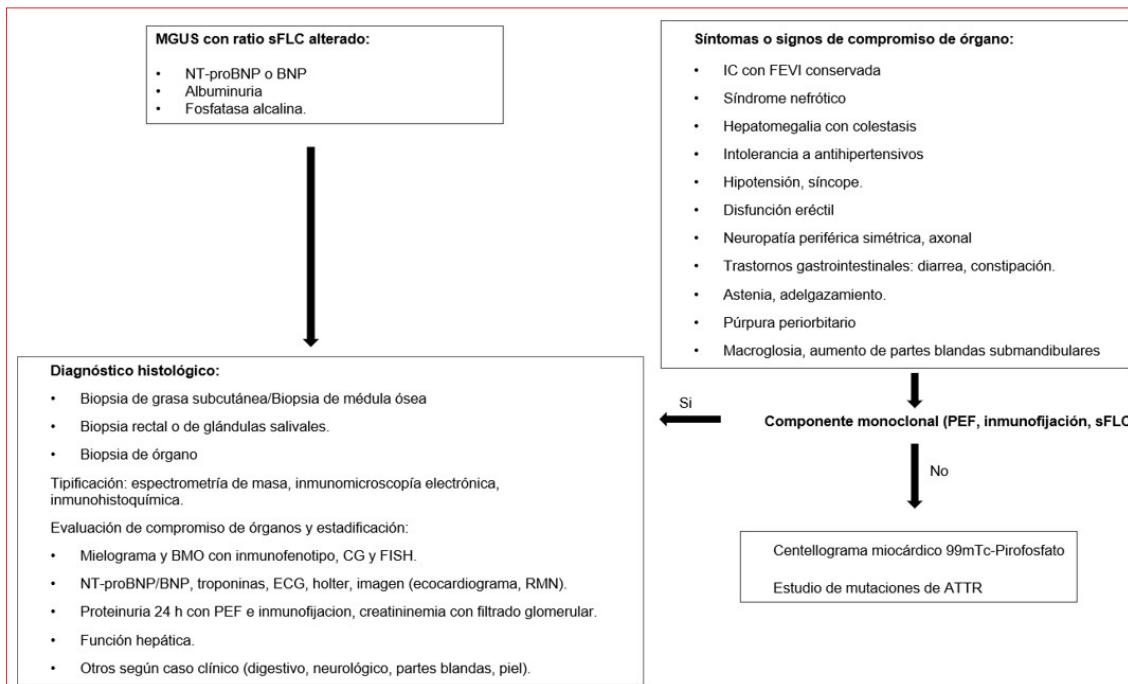 MGUS con ratio sFLC alterado:
• NT-proBNP o BNP
• Albuminuria
• Fosfatasa alcalina.
Síntomas o signos de compromiso de órgano:
• IC con FEVI conservada
• Síndrome nefrótico
• Hepatomegalia con colestasis
• Intolerancia a antihipertensivos
• Hipotensión, síncope.
• Disfunción eréctil
• Neuropatía periférica simétrica, axonal
• Trastornos gastrointestinales: diarrea, constipación.
• Astenia, adelgazamiento.
• Púrpura periorbitario
• Macroglosia, aumento de partes blandas submandibulares
Diagnóstico histológico:
• Biopsia de grasa subcutánea/Biopsia de médula ósea
• Biopsia rectal o de glándulas salivales.
• Biopsia de órgano
Tipificación: espectrometría de masa, inmunomicroscopía electrónica,
inmunohistoquímica.
Evaluación de compromiso de órganos y estadificación:
• Mielograma y BMO con inmunofenotipo, CG y FISH.
• NT-proBNP/BNP, troponinas, ECG, holter, imagen (ecocardiograma, RMN).
• Proteinuria 24 h con PEF e inmunofijacion, creatininemia con filtrado glomerular.
• Función hepática.
• Otros según caso clínico (digestivo, neurológico, partes blandas, piel).
Si
Componente monoclonal (PEF, inmunofijación, sFLC
No
Centellograma miocárdico 99mTc-Pirofosfato
Estudio de mutaciones de ATTR